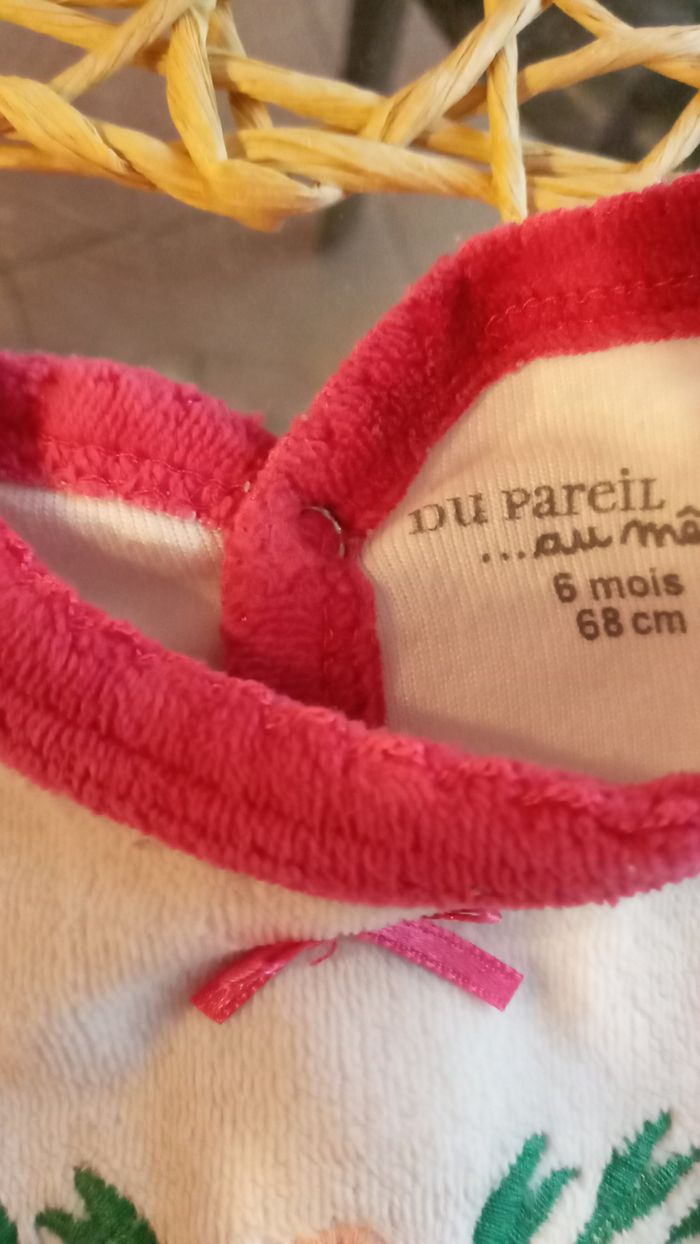 DU PAREIL
...au mê
6 mois
68 cm